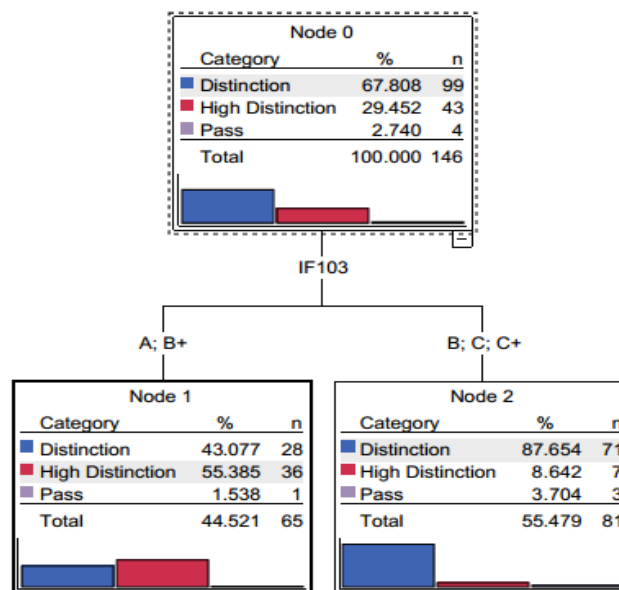 Node 0
Category % n
Distinction 67.808 99
High Distinction 29.452 43
Pass 2.740 4
Total 100.000 146
IF103
A; B+
B; C; C+
Node 1
Category % n
Distinction 43.077 28
High Distinction 55.385 36
Pass 1.538 1
Total 44.521 65
Node 2
Category % n
Distinction 87.654 71
High Distinction 8.642 7
Pass 3.704 3
Total 55.479 81